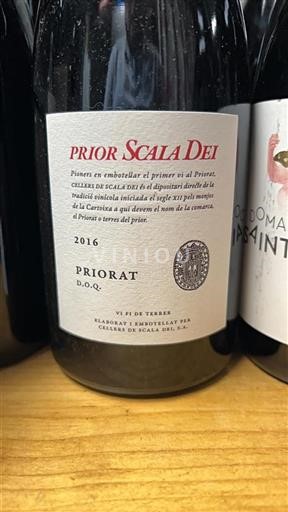 PRIOR SCALA DEI
Pioners en embotellar el primer vi al Priorat,
CELLERS DE SCALA DEI és el dipositari directe de la
tradició vinícola iniciada el segle XII pels monjos
de la Cartoixa a qui devem el nom de la comarca,
el Priorat o terres del prior.
2016
VINIOU
PRIORAT
D.O.Q.
VI FI DE TERRER
ELABORAT I EMBOTELLAT PER
CELLERS DE SCALA DEI, S.A.
DOMA